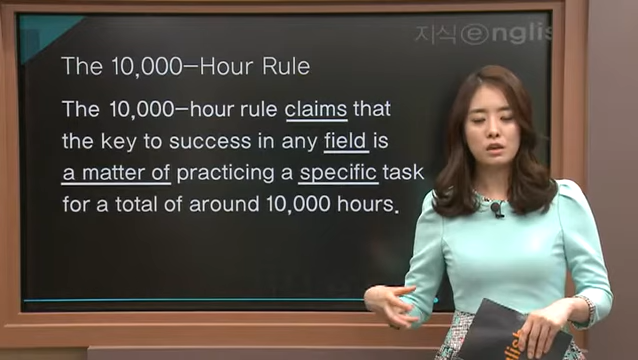 지식ⓔnglis
The 10,000-Hour Rule
The 10,000-hour rule claims that
the key to success in any field is
a matter of practicing a specific task
for a total of around 10,000 hours.